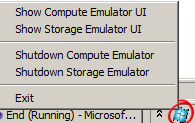 Show Compute Emulator UI
Show Storage Emulator UI
Shutdown Compute Emulator
Shutdown Storage Emulator
Exit
End (Running) - Microsof...